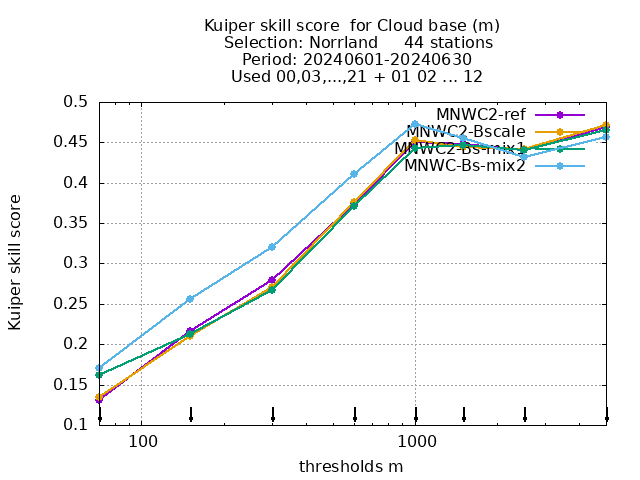 Kuiper skill score  for Cloud base (m)
Selection: Norrland     44 stations
Period: 20240601-20240630
Used 00,03,...,21 + 01 02 ... 12
MNWC2-ref
MNWC2-Bscale
MNWC2-Bs-mix1
MNWC-Bs-mix2
Kuiper skill score
0.5
0.45
0.4
0.35
0.3
0.25
0.2
0.15
0.1
100
1000
thresholds m